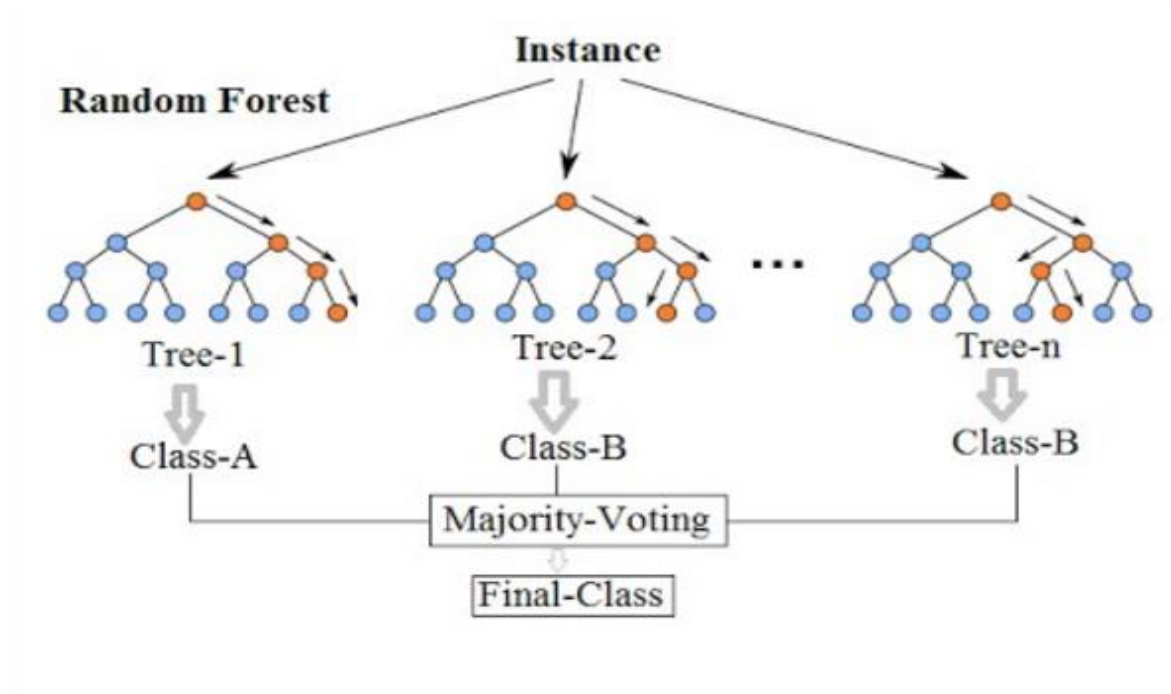 Instance
Random Forest
...
Tree-1
Tree-2
Tree-n
Class-A
Class-B
Class-B
Majority-Voting
Final-Class